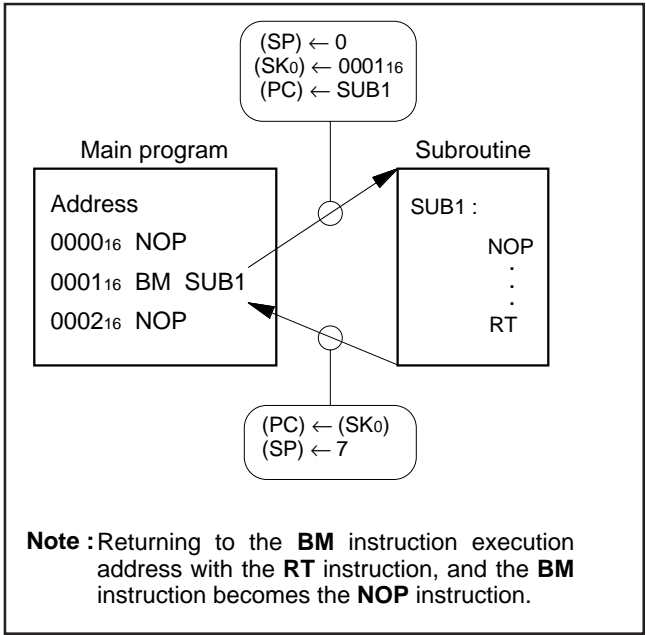 (SP) ← 0
(SK0) ← 000116
(PC) ← SUB1
Main program
Subroutine
Address
000016 NOP
000116 BM SUB1
000216 NOP
SUB1 :
NOP
.
.
.
RT
(PC) ← (SK0)
(SP) ← 7
Note : Returning to the BM instruction execution
address with the RT instruction, and the BM
instruction becomes the NOP instruction.